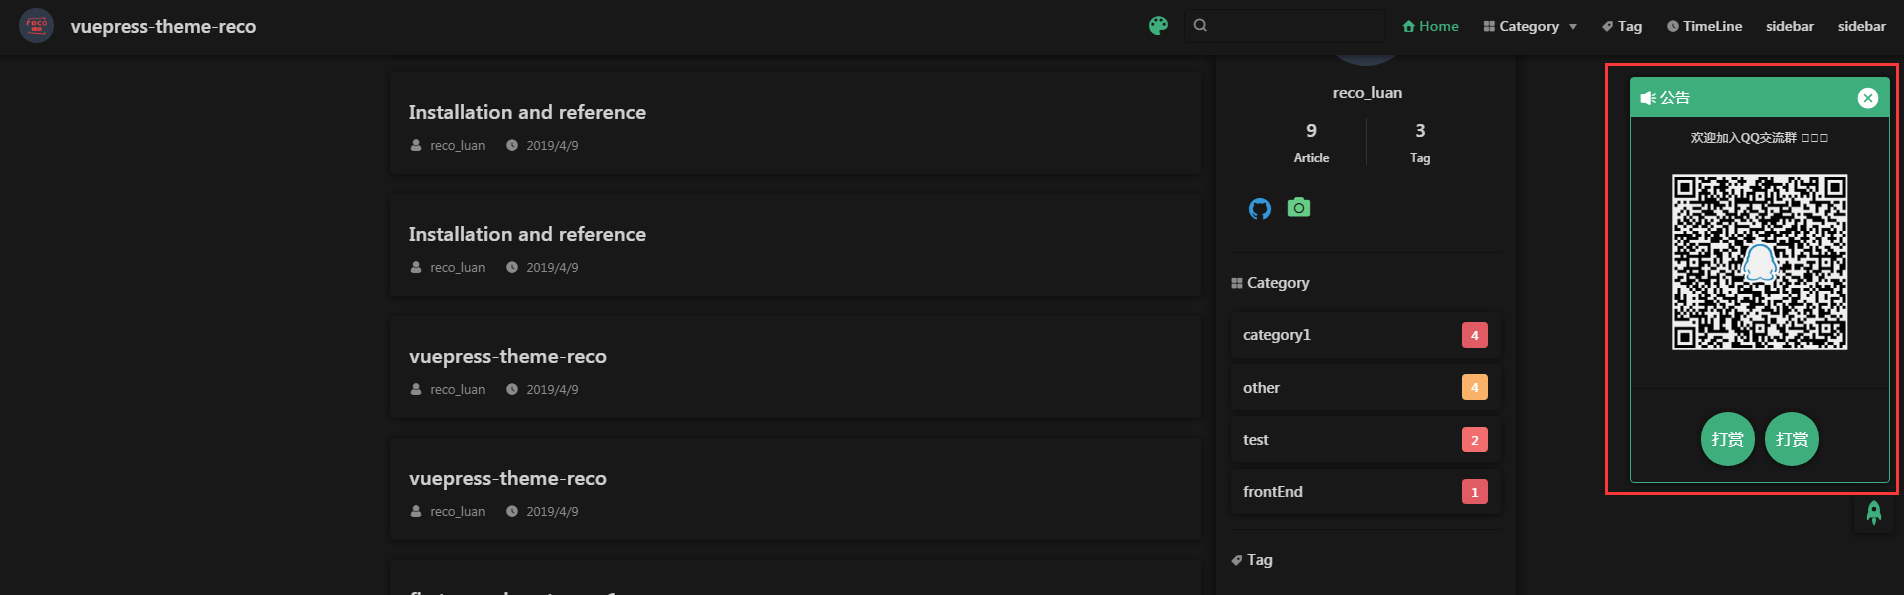 reco
vuepress-theme-reco
Home
Category
Tag
TimeLine
sidebar
sidebar
Installation and reference
reco_luan 2019/4/9
Installation and reference
reco_luan 2019/4/9
vuepress-theme-reco
reco_luan 2019/4/9
vuepress-theme-reco
reco_luan 2019/4/9
reco_luan
9 3
Article Tag
Category
category1 4
other 4
test 2
frontEnd 1
Tag
公告
欢迎加入QQ交流群
打赏 打赏